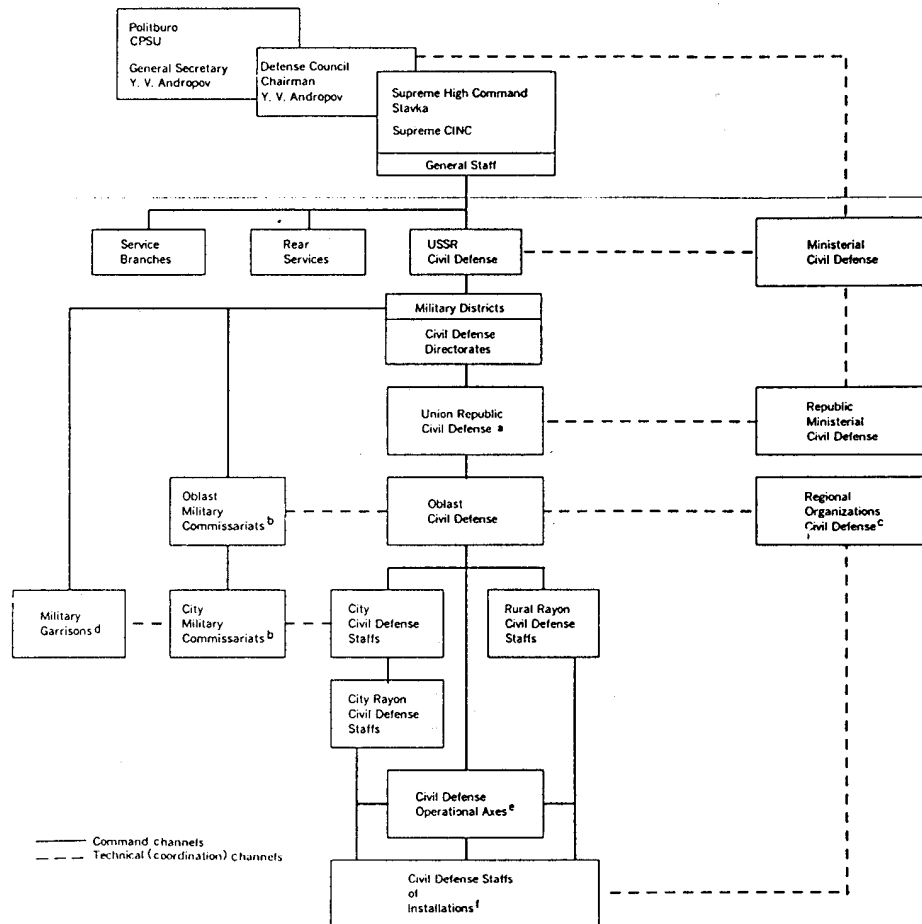 Politburo
CPSU
General Secretary
Y. V. Andropov
Defense Council
Chairman
Y. V. Andropov
Supreme High Command
Stavka
Supreme CINC
General Staff
Service
Branches
Rear
Services
USSR
Civil Defense
Ministerial
Civil Defense
Military Districts
Civil Defense
Directorates
Union Republic
Civil Defense a
Republic
Ministerial
Civil Defense
Oblast
Military
Commissariats b
Oblast
Civil Defense
Regional
Organizations
Civil Defense c
Military
Garrisons d
City
Military
Commissariats b
City
Civil Defense
Staffs
Rural Rayon
Civil Defense
Staffs
City Rayon
Civil Defense
Staffs
Civil Defense
Operational Axes e
Command channels
Technical (coordination) channels
Civil Defense Staffs
of
Installations f